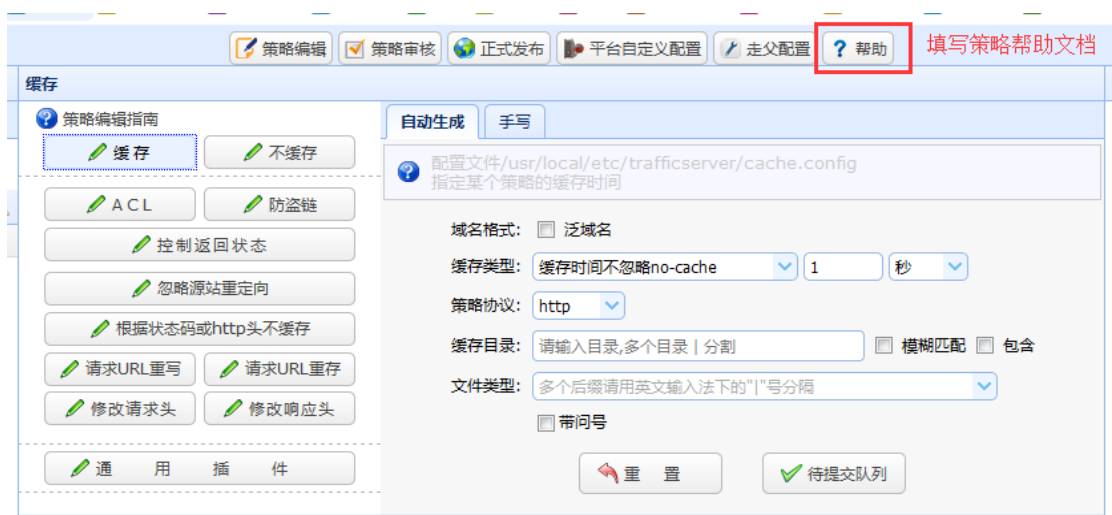 策略编辑 策略审核 正式发布 平台自定义配置 走父配置 帮助 填写策略帮助文档
缓存
策略编辑指南
缓存 不缓存
ACL 防盗链
控制返回状态
忽略源站重定向
根据状态码或http头不缓存
请求URL重写 请求URL重存
修改请求头 修改响应头
通用插件
自动生成 手写
配置文件/usr/local/etc/trafficserver/cache.config
指定某个策略的缓存时间
域名格式: 泛域名
缓存类型: 缓存时间不忽略no-cache 1 秒
策略协议: http
缓存目录: 请输入目录,多个目录 | 分割 模糊匹配 包含
文件类型: 多个后缀请用英文输入法下的"|"号分隔
带问号
重置 待提交队列